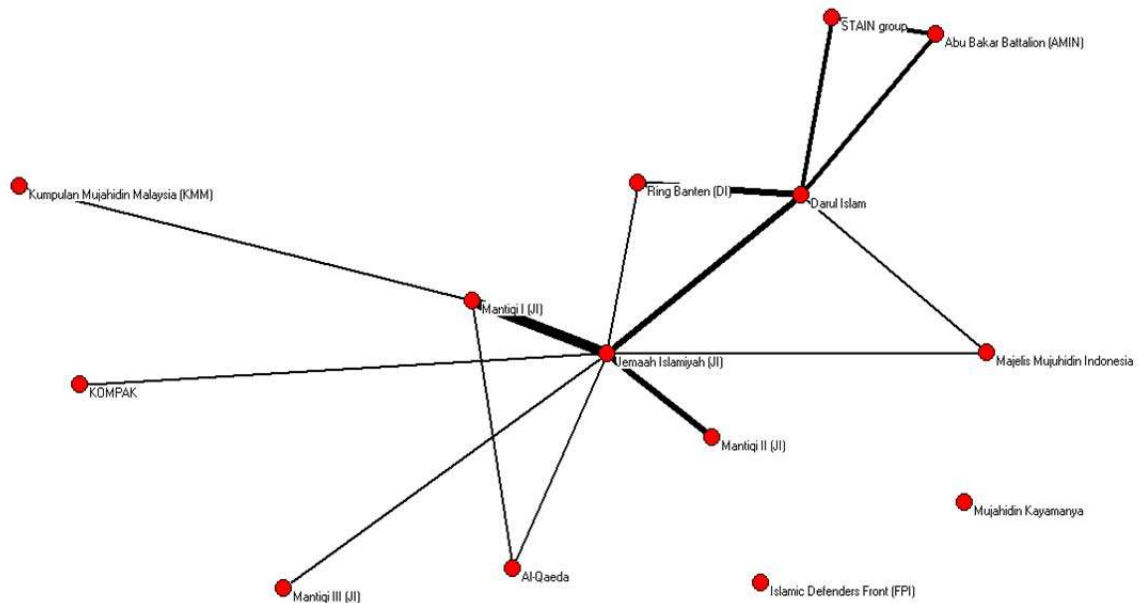 STAIN group
Abu Bakar Battalion (AMIN)
Kumpulan Mujahidin Malaysia (KMM)
Ring Banten (DI)
Darul Islam
Mantiqi I (JI)
Jemaah Islamiyah (JI)
Majelis Mujuhidin Indonesia
KOMPAK
Mantiqi II (JI)
Mujahidin Kayamanya
Al-Qaeda
Islamic Defenders Front (FPI)
Mantiqi III (JI)